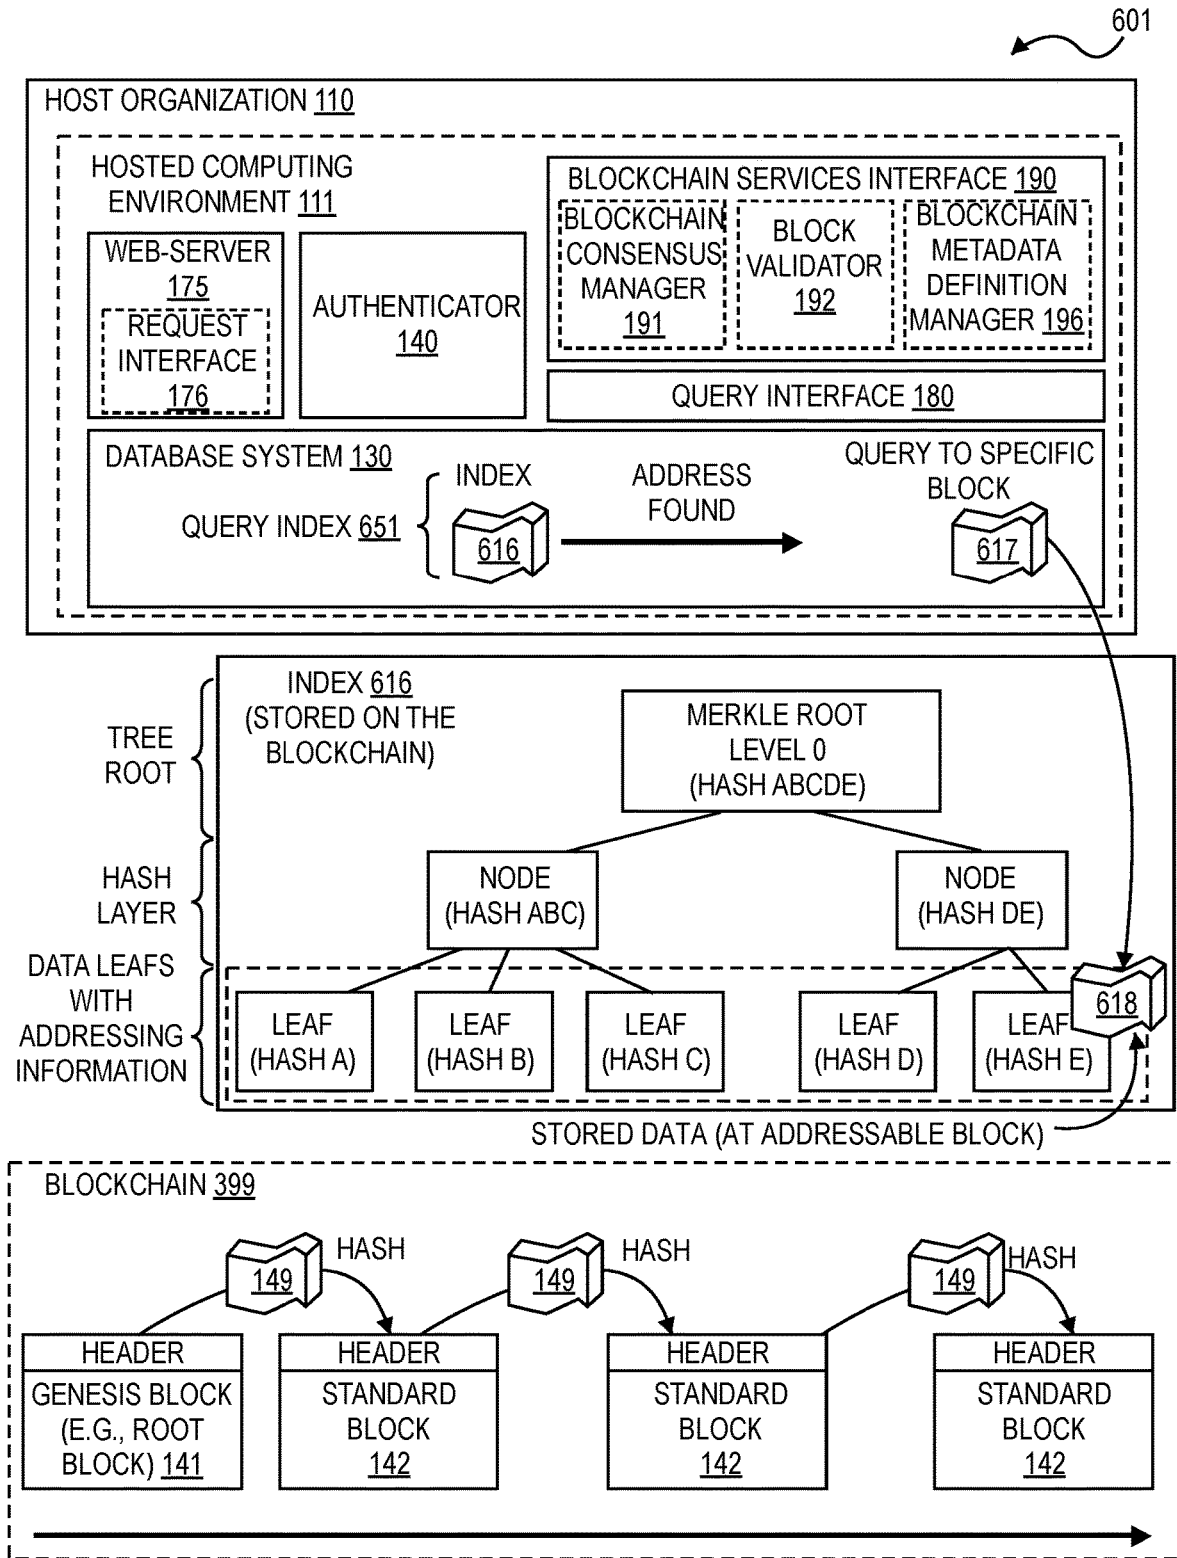 601
HOST ORGANIZATION 110
HOSTED COMPUTING
ENVIRONMENT 111
WEB-SERVER
175
REQUEST
INTERFACE
176
AUTHENTICATOR
140
BLOCKCHAIN SERVICES INTERFACE 190
BLOCKCHAIN
CONSENSUS
MANAGER
191
BLOCK
VALIDATOR
192
BLOCKCHAIN
METADATA
DEFINITION
MANAGER 196
QUERY INTERFACE 180
DATABASE SYSTEM 130
QUERY INDEX 651
INDEX
616
ADDRESS
FOUND
QUERY TO SPECIFIC
BLOCK
617
TREE
ROOT
INDEX 616
(STORED ON THE
BLOCKCHAIN)
MERKLE ROOT
LEVEL 0
(HASH ABCDE)
HASH
LAYER
NODE
(HASH ABC)
NODE
(HASH DE)
DATA LEAFS
WITH
ADDRESSING
INFORMATION
LEAF
(HASH A)
LEAF
(HASH B)
LEAF
(HASH C)
LEAF
(HASH D)
LEAF
(HASH E)
618
STORED DATA (AT ADDRESSABLE BLOCK)
BLOCKCHAIN 399
149
HASH
149
HASH
149
HASH
HEADER
GENESIS BLOCK
(E.G., ROOT
BLOCK) 141
HEADER
STANDARD
BLOCK
142
HEADER
STANDARD
BLOCK
142
HEADER
STANDARD
BLOCK
142